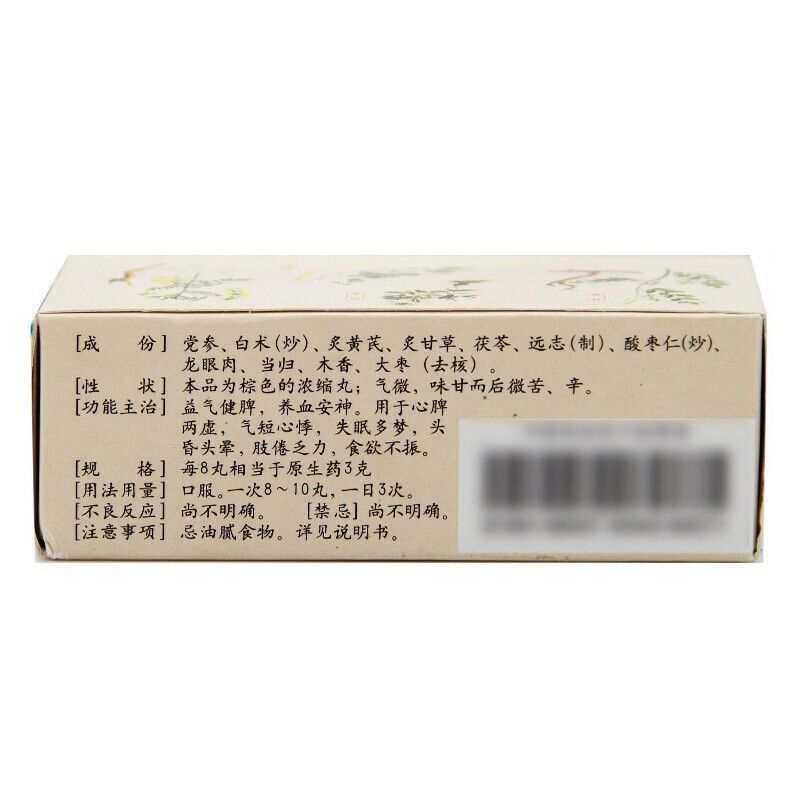 [成　份] 党参、白术(炒)、炙黄芪、炙甘草、茯苓、远志(制)、酸枣仁(炒)、
龙眼肉、当归、木香、大枣(去核)。
[性　状] 本品为棕色的浓缩丸；气微，味甘而后微苦、辛。
[功能主治] 益气健脾，养血安神。用于心脾
两虚，气短心悸，失眠多梦，头
昏头晕，肢倦乏力，食欲不振。
[规　格] 每8丸相当于原生药3克
[用法用量] 口服。一次8～10丸，一日3次。
[不良反应] 尚不明确。 [禁忌] 尚不明确。
[注意事项] 忌油腻食物。详见说明书。